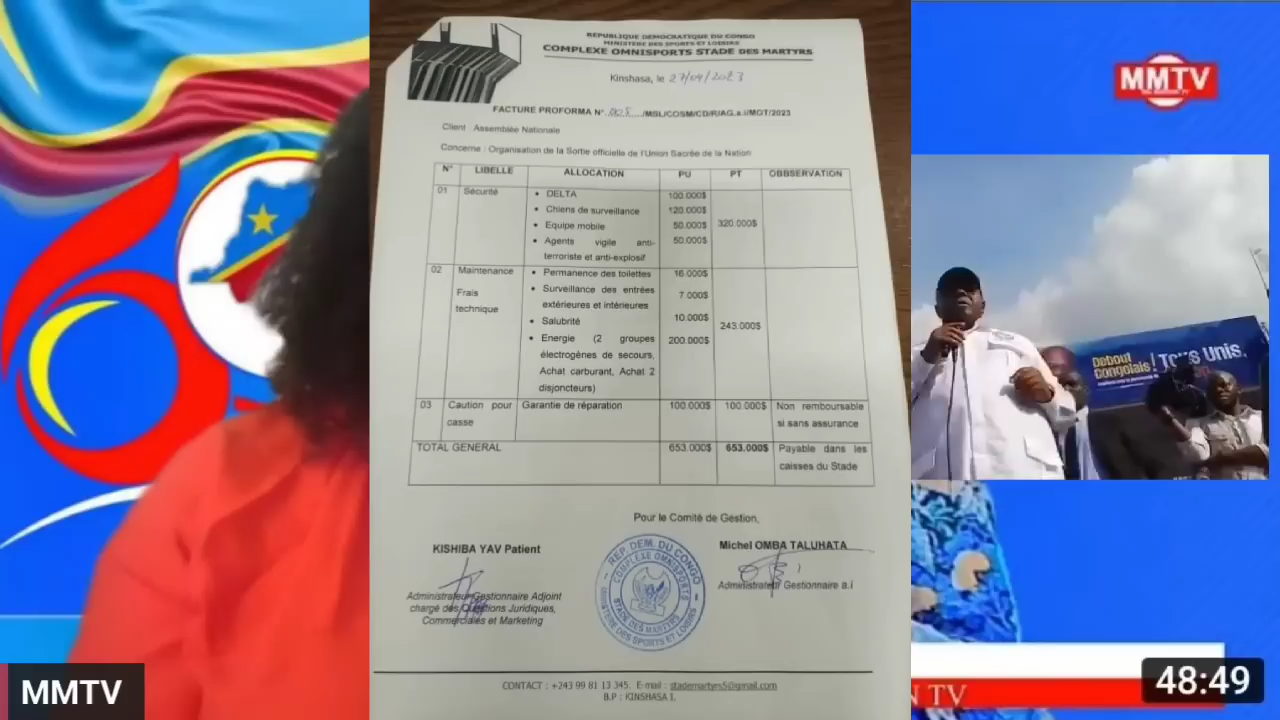 REPUBLIQUE DEMOCRATIQUE DU CONGO
MINISTERE DES SPORTS ET LOISIRS
COMPLEXE OMNISPORTS STADE DES MARTYRS
Kinshasa, le 27/04/2023
FACTURE PROFORMA N° 005 /MSL/COSM/CD/R/AG.a.i/MOT/2023
Client : Assemblée Nationale
Concerne : Organisation de la Sortie officielle de l'Union Sacrée de la Nation
N° LIBELLE ALLOCATION PU PT OBBSERVATION
01 Sécurité • DELTA 100.000$
• Chiens de surveillance 120.000$
• Equipe mobile 50.000$ 320.000$
• Agents vigile anti- 50.000$
terroriste et anti-explosif
02 Maintenance • Permanence des toilettes 16.000$
Frais • Surveillance des entrées 7.000$
technique extérieures et intérieures
• Salubrité 10.000$ 243.000$
• Energie (2 groupes 200.000$
électrogènes de secours,
Achat carburant, Achat 2
disjoncteurs)
03 Caution pour Garantie de réparation 100.000$ 100.000$ Non remboursable
casse si sans assurance
TOTAL GENERAL 653.000$ 653.000$ Payable dans les
caisses du Stade
Pour le Comité de Gestion,
KISHIBA YAV Patient
Michel OMBA TALUHATA
Administrateur Gestionnaire Adjoint
chargé des Questions Juridiques,
Commerciales et Marketing
Administrateur Gestionnaire a.i
REP. DEM. DU CONGO
COMPLEXE OMNISPORTS
STADE DES MARTYRS
MINISTERE DES SPORTS ET LOISIRS
CONTACT : +243 99 81 13 345. E-mail : stademartyrs5@gmail.com
B.P : KINSHASA I.
MMTV
Debout
Congolais ! Tous Unis,
MMTV
N TV
48:49